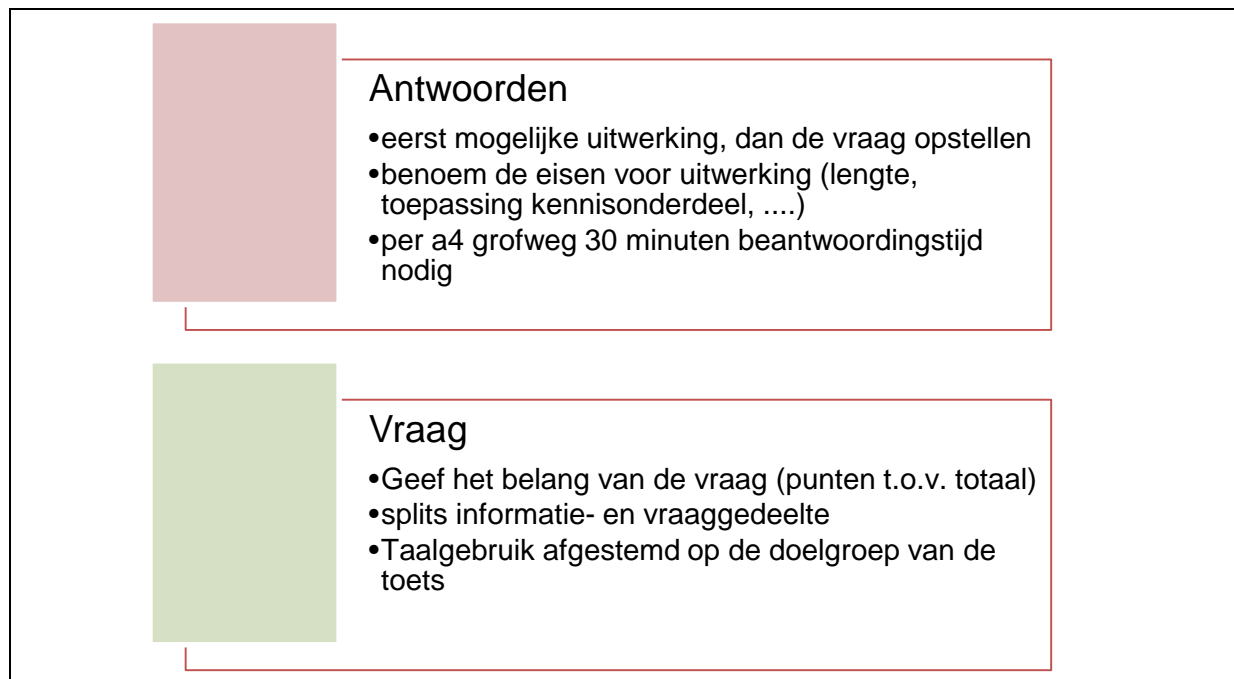 Antwoorden
•eerst mogelijke uitwerking, dan de vraag opstellen
•benoem de eisen voor uitwerking (lengte,
toepassing kennisonderdeel, ....)
•per a4 grofweg 30 minuten beantwoordingstijd
nodig
Vraag
•Geef het belang van de vraag (punten t.o.v. totaal)
•splits informatie- en vraaggedeelte
•Taalgebruik afgestemd op de doelgroep van de
toets